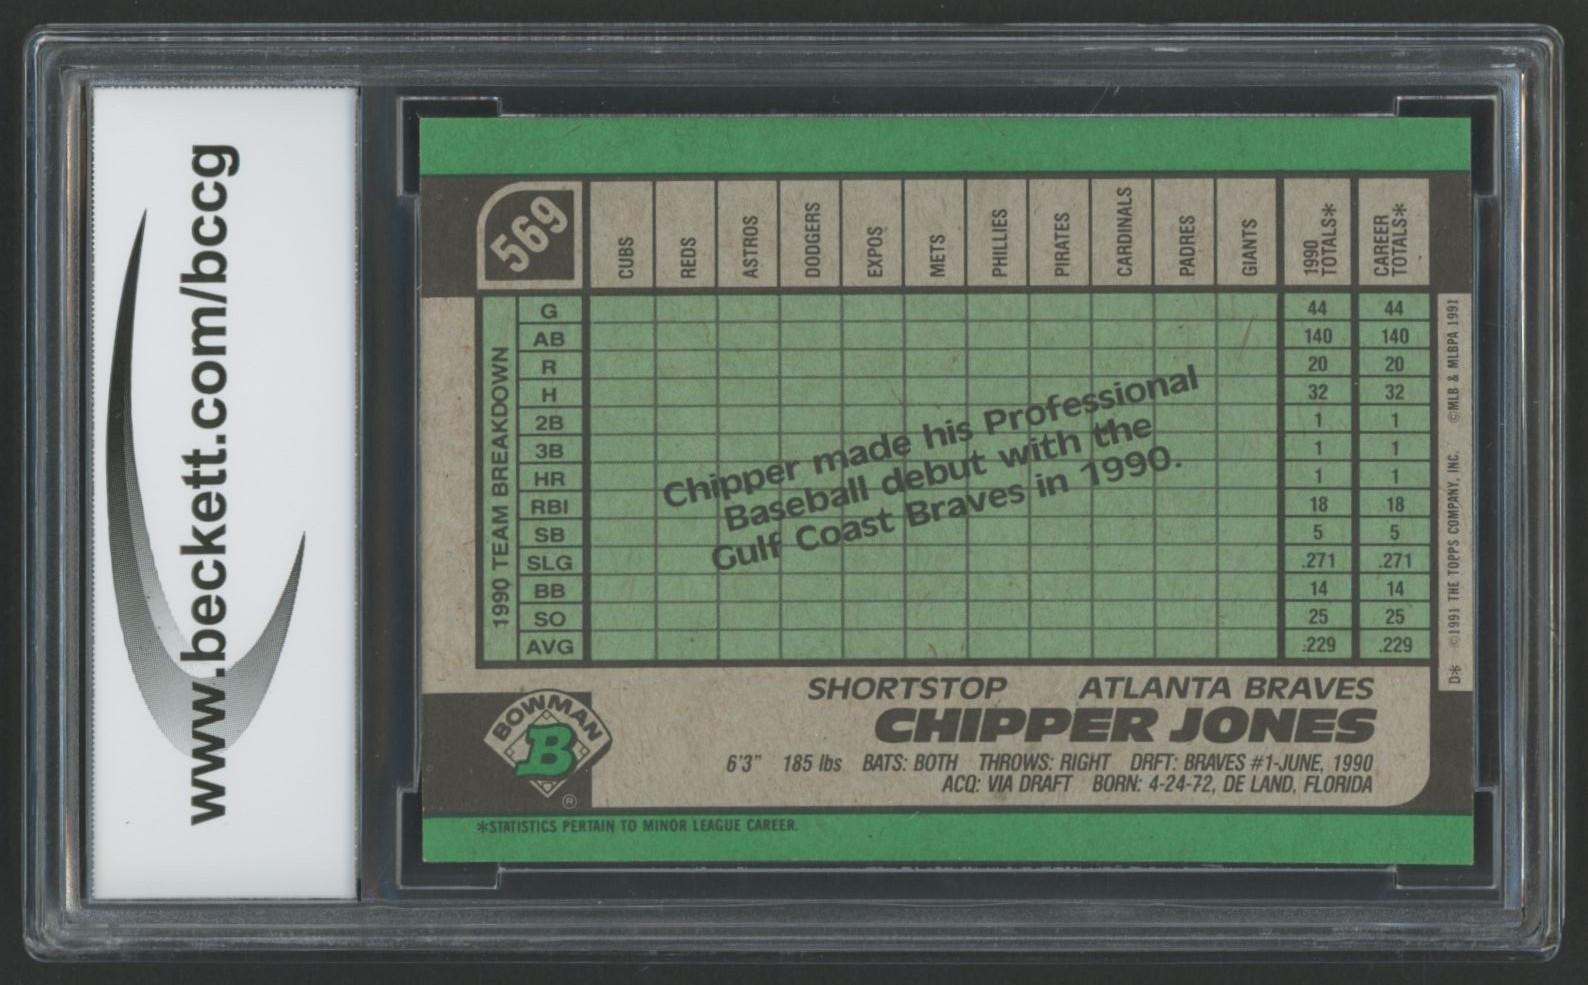 www.beckett.com/bccg
569
CUBS
REDS
ASTROS
DODGERS
EXPOS
METS
PHILLIES
PIRATES
CARDINALS
PADRES
GIANTS
1990 TOTALS*
CAREER TOTALS*
1990 TEAM BREAKDOWN
G 44 44
AB 140 140
R 20 20
H 32 32
2B 1 1
3B 1 1
HR 1 1
RBI 18 18
SB 5 5
SLG .271 .271
BB 14 14
SO 25 25
AVG .229 .229
Chipper made his Professional
Baseball debut with the
Gulf Coast Braves in 1990.
D* ©1991 THE TOPPS COMPANY, INC. ©MLB & MLBPA 1991
BOWMAN
B
®
SHORTSTOP ATLANTA BRAVES
CHIPPER JONES
6'3" 185 lbs BATS: BOTH THROWS: RIGHT DRFT: BRAVES #1-JUNE, 1990
ACQ: VIA DRAFT BORN: 4-24-72, DE LAND, FLORIDA
*STATISTICS PERTAIN TO MINOR LEAGUE CAREER.